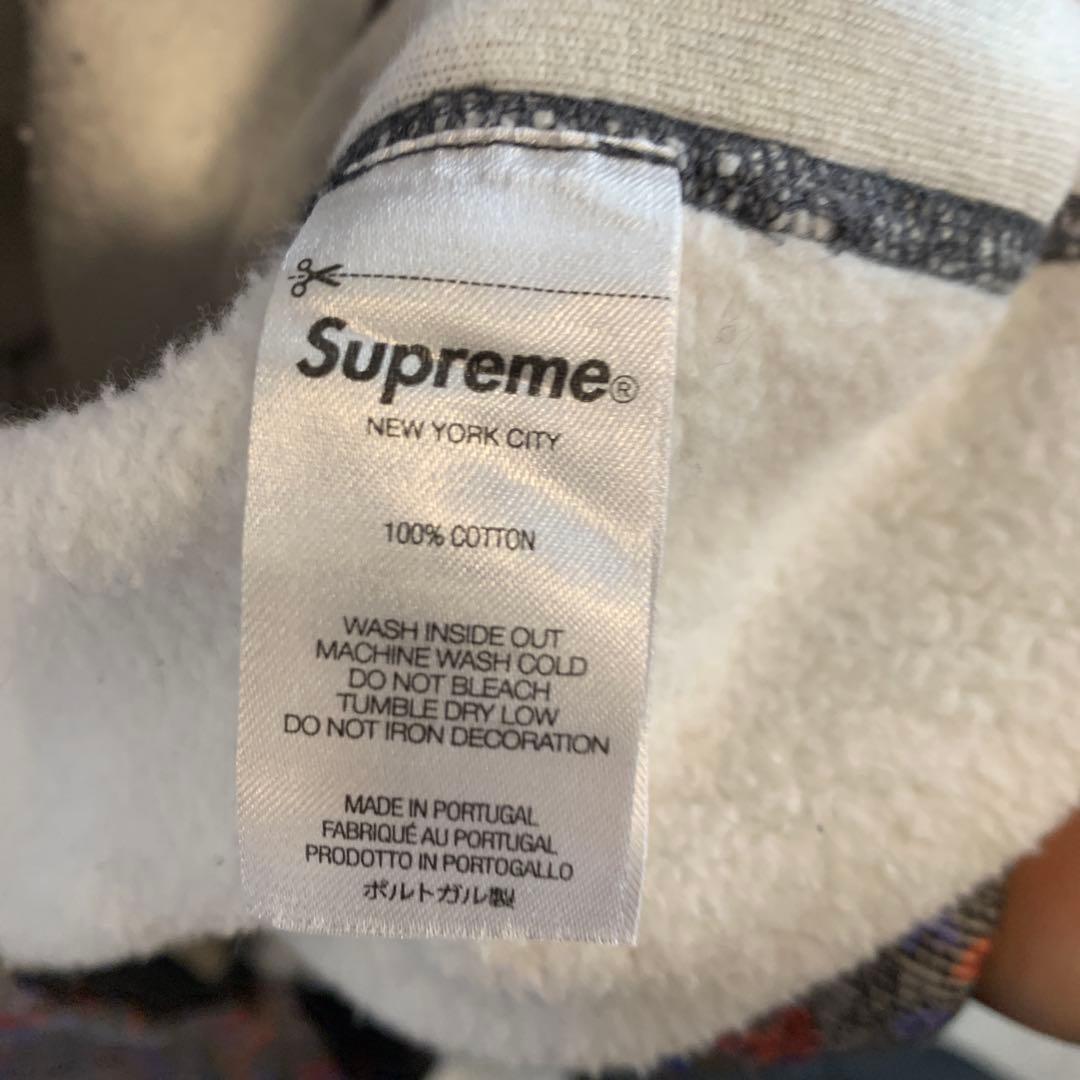 Supreme®
NEW YORK CITY
100% COTTON
WASH INSIDE OUT
MACHINE WASH COLD
DO NOT BLEACH
TUMBLE DRY LOW
DO NOT IRON DECORATION
MADE IN PORTUGAL
FABRIQUÉ AU PORTUGAL
PRODOTTO IN PORTOGALLO
ポルトガル製